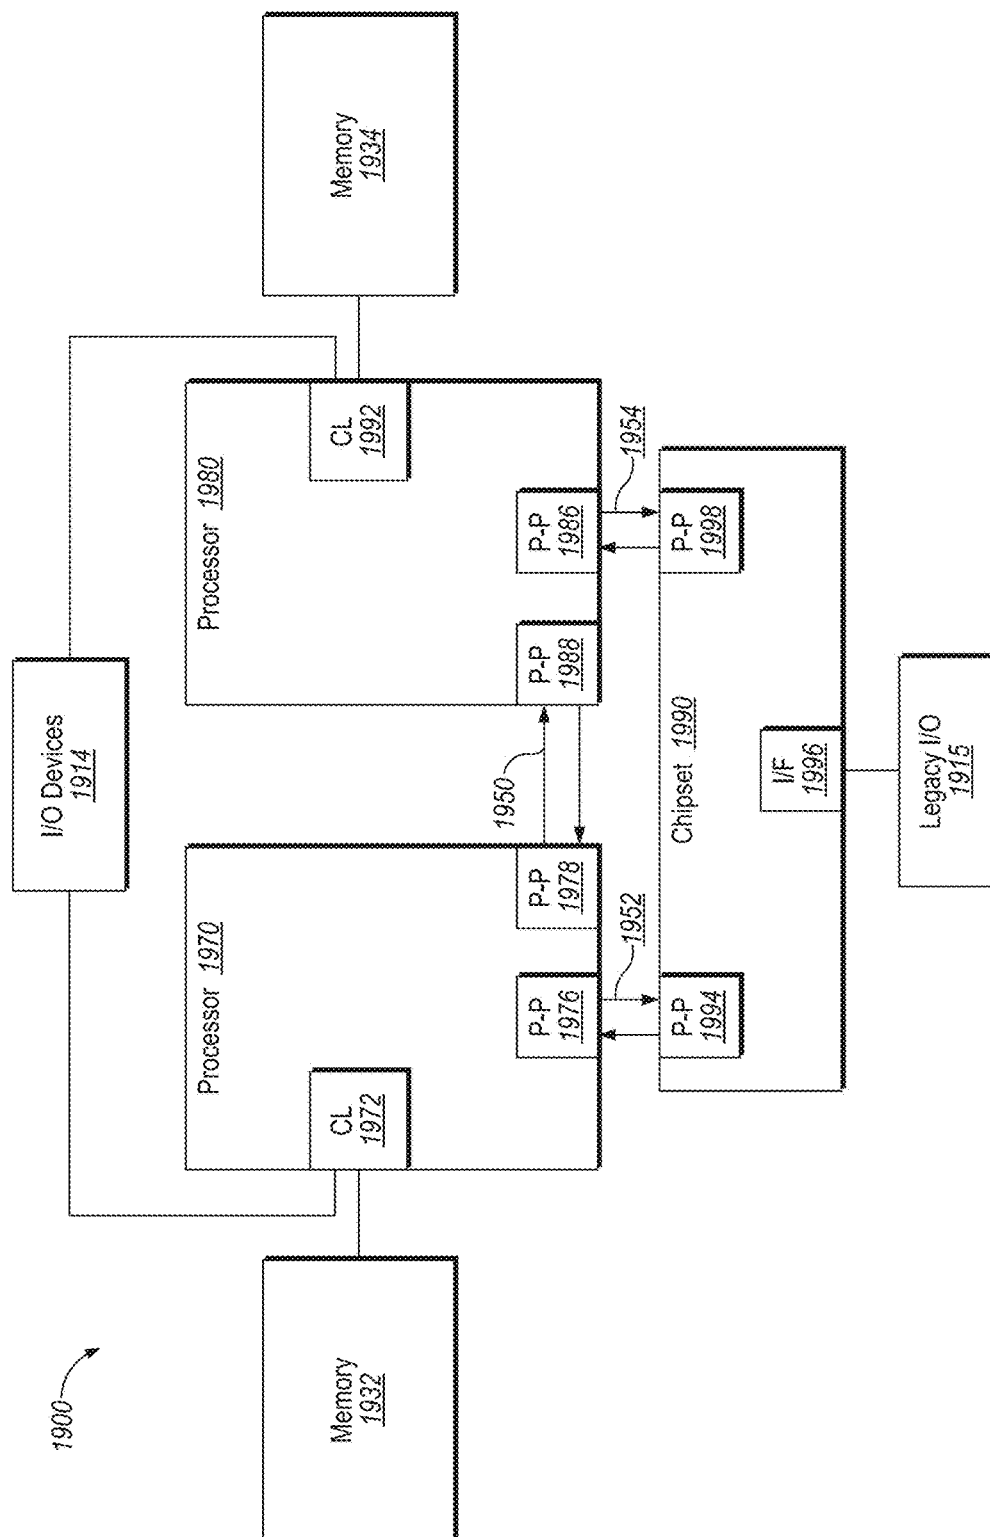 1900
I/O Devices
1914
Memory
1932
Processor 1970
CL
1972
P-P
1976
P-P
1978
1950
Processor 1980
CL
1992
P-P
1988
P-P
1986
Memory
1934
1952
1954
Chipset 1990
P-P
1994
P-P
1998
I/F
1996
Legacy I/O
1915